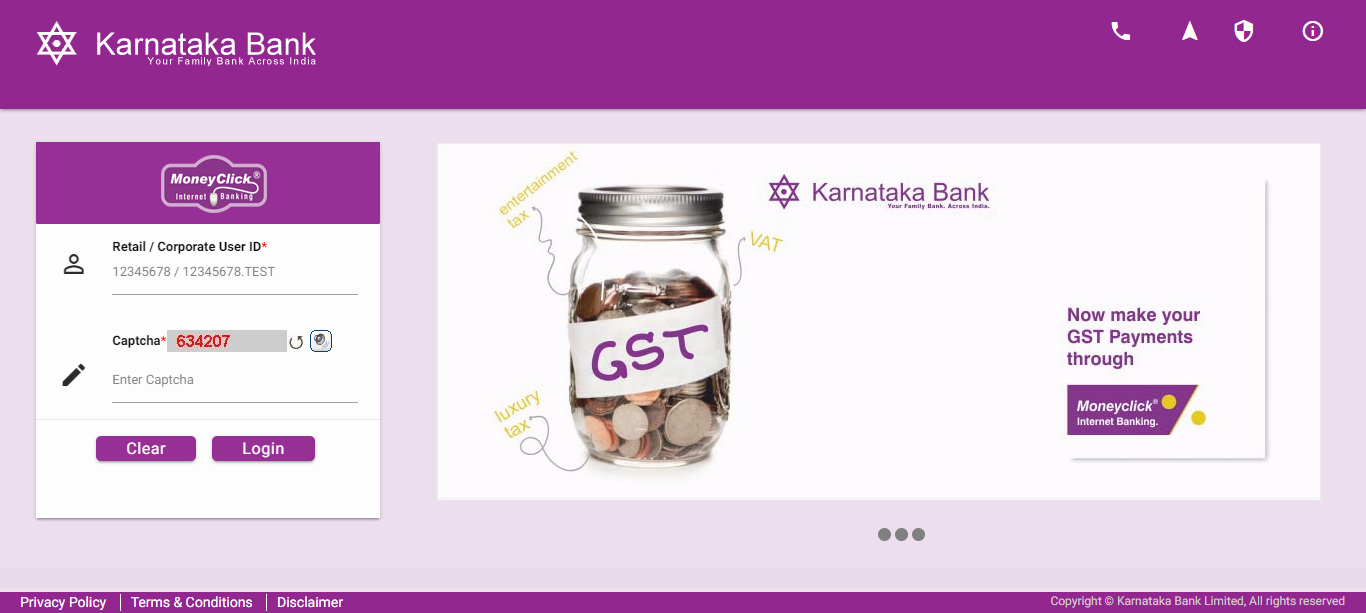 Karnataka Bank
Your Family Bank Across India
MoneyClick®
Internet Banking
Retail / Corporate User ID*
12345678 / 12345678.TEST
Captcha* 634207
Enter Captcha
Clear Login
entertainment
tax
VAT
GST
luxury
tax
Karnataka Bank
Your Family Bank. Across India.
Now make your
GST Payments
through
Moneyclick®
Internet Banking.
Privacy Policy Terms & Conditions Disclaimer
Copyright © Karnataka Bank Limited, All rights reserved